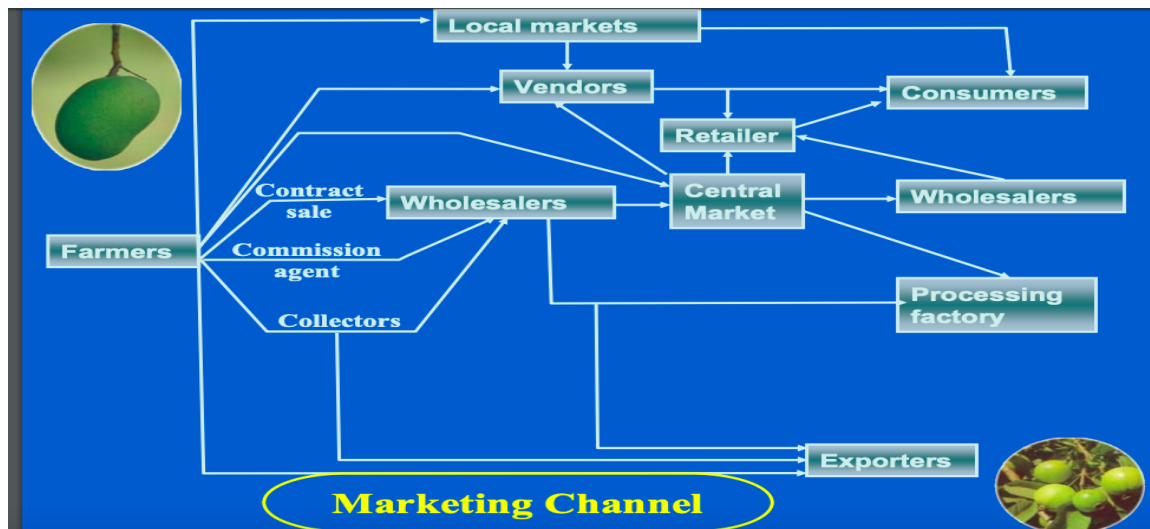 Local markets
Vendors
Consumers
Retailer
Contract
sale
Wholesalers
Central
Market
Wholesalers
Farmers
Commission
agent
Processing
factory
Collectors
Exporters
Marketing Channel